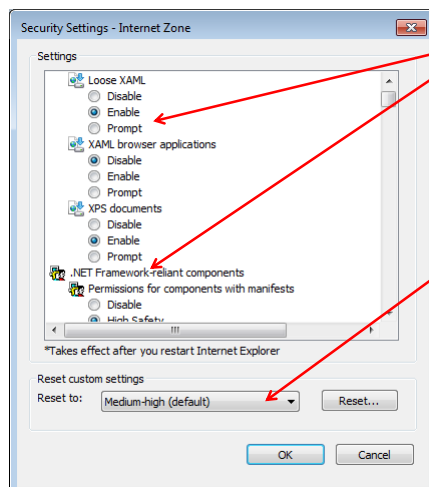 Security Settings - Internet Zone
Settings
Loose XAML
Disable
Enable
Prompt
XAML browser applications
Disable
Enable
Prompt
XPS documents
Disable
Enable
Prompt
.NET Framework-reliant components
Permissions for components with manifests
Disable
High Safety
*Takes effect after you restart Internet Explorer
Reset custom settings
Reset to: Medium-high (default) Reset...
OK Cancel